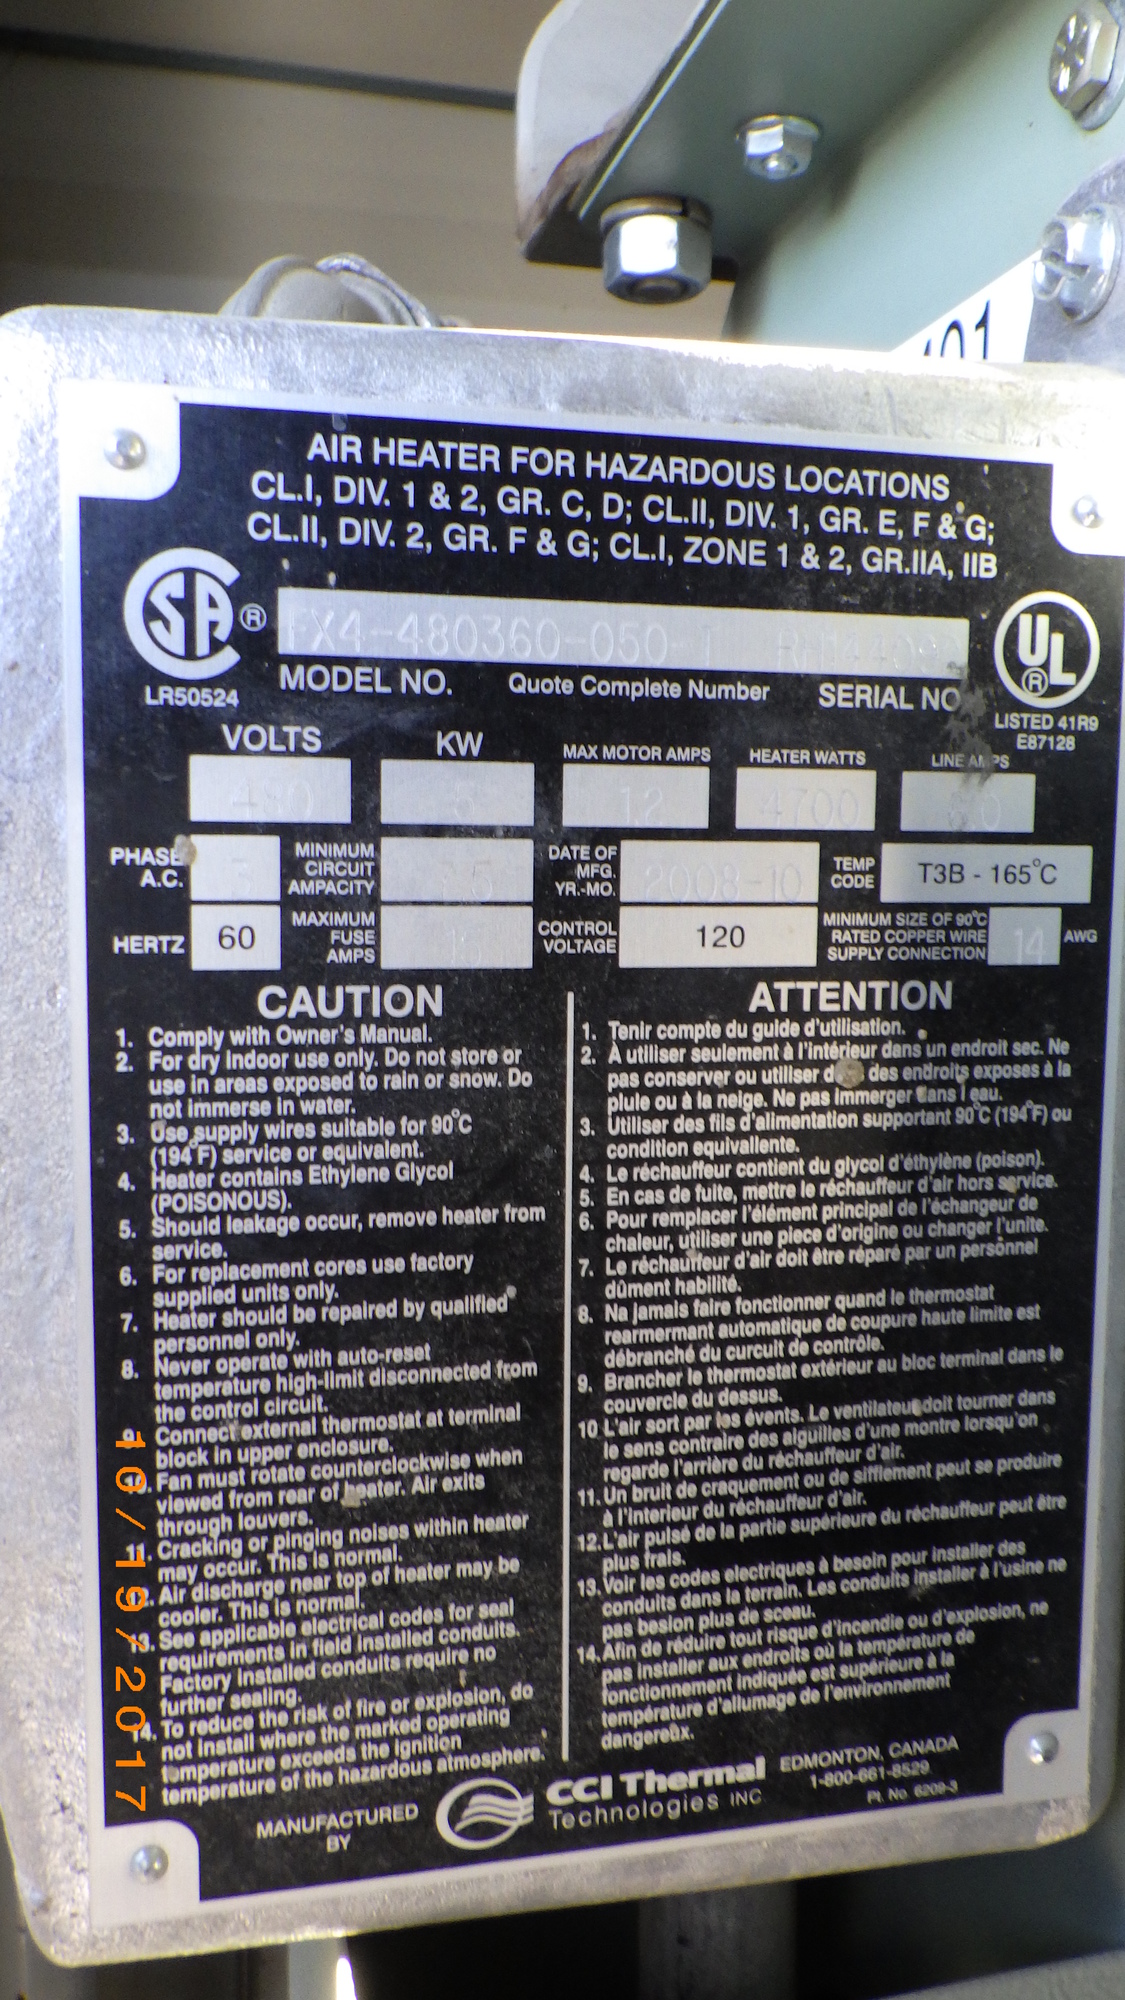 101
AIR HEATER FOR HAZARDOUS LOCATIONS
CL.I, DIV. 1 & 2, GR. C, D; CL.II, DIV. 1, GR. E, F & G;
CL.II, DIV. 2, GR. F & G; CL.I, ZONE 1 & 2, GR.IIA, IIB
SA ®
LR50524
FX4-480360-050-T
MODEL NO. Quote Complete Number SERIAL NO
UL ®
LISTED 41R9
E87128
VOLTS 480
KW 5
MAX MOTOR AMPS 1.2
HEATER WATTS 4700
LINE AMPS 6.0
PHASE A.C. 3
MINIMUM CIRCUIT AMPACITY
DATE OF MFG. YR.-MO. 2008-10
TEMP CODE T3B - 165°C
HERTZ 60
MAXIMUM FUSE AMPS
CONTROL VOLTAGE 120
MINIMUM SIZE OF 90°C RATED COPPER WIRE SUPPLY CONNECTION 14 AWG
CAUTION
1. Comply with Owner's Manual.
2. For dry indoor use only. Do not store or
use in areas exposed to rain or snow. Do
not immerse in water.
3. Use supply wires suitable for 90°C
(194°F) service or equivalent.
4. Heater contains Ethylene Glycol
(POISONOUS).
5. Should leakage occur, remove heater from
service.
6. For replacement cores use factory
supplied units only.
7. Heater should be repaired by qualified
personnel only.
8. Never operate with auto-reset
temperature high-limit disconnected from
the control circuit.
9. Connect external thermostat at terminal
block in upper enclosure.
10. Fan must rotate counterclockwise when
viewed from rear of heater. Air exits
through louvers.
11. Cracking or pinging noises within heater
may occur. This is normal.
12. Air discharge near top of heater may be
cooler. This is normal.
13. See applicable electrical codes for seal
requirements in field installed conduits.
Factory installed conduits require no
further sealing.
14. To reduce the risk of fire or explosion, do
not install where the marked operating
temperature exceeds the ignition
temperature of the hazardous atmosphere.
ATTENTION
1. Tenir compte du guide d'utilisation.
2. À utiliser seulement à l'intérieur dans un endroit sec. Ne
pas conserver ou utiliser des endroits exposes à la
pluie ou à la neige. Ne pas immerger dans l'eau.
3. Utiliser des fils d'alimentation supportant 90°C (194°F) ou
condition equivallente.
4. Le réchauffeur contient du glycol d'éthylène (poison).
5. En cas de fuite, mettre le réchauffeur d'air hors service.
6. Pour remplacer l'élément principal de l'échangeur de
chaleur, utiliser une piece d'origine ou changer l'unite.
7. Le réchauffeur d'air doit être réparé par un personnel
dûment habilité.
8. Na jamais faire fonctionner quand le thermostat
rearmermant automatique de coupure haute limite est
débranché du curcuit de contrôle.
9. Brancher le thermostat extérieur au bloc terminal dans le
couvercle du dessus.
10. L'air sort par les évents. Le ventilateur doit tourner dans
le sens contraire des aiguilles d'une montre lorsqu'on
regarde l'arrière du réchauffeur d'air.
11. Un bruit de craquement ou de sifflement peut se produire
à l'interieur du réchauffeur d'air.
12. L'air pulsé de la partie supérieure du réchauffeur peut être
plus frais.
13. Voir les codes electriques à besoin pour installer des
conduits dans la terrain. Les conduits installer à l'usine ne
pas besion plus de sceau.
14. Afin de réduire tout risque d'incendie ou d'explosion, ne
pas installer aux endroits où la température de
fonctionnement indiquée est supérieure à la
température d'allumage de l'environnement
dangereux.
MANUFACTURED BY
CCI Thermal
Technologies INC
EDMONTON, CANADA
1-800-661-8529
Pt. No. 6209-3
10/19/2017